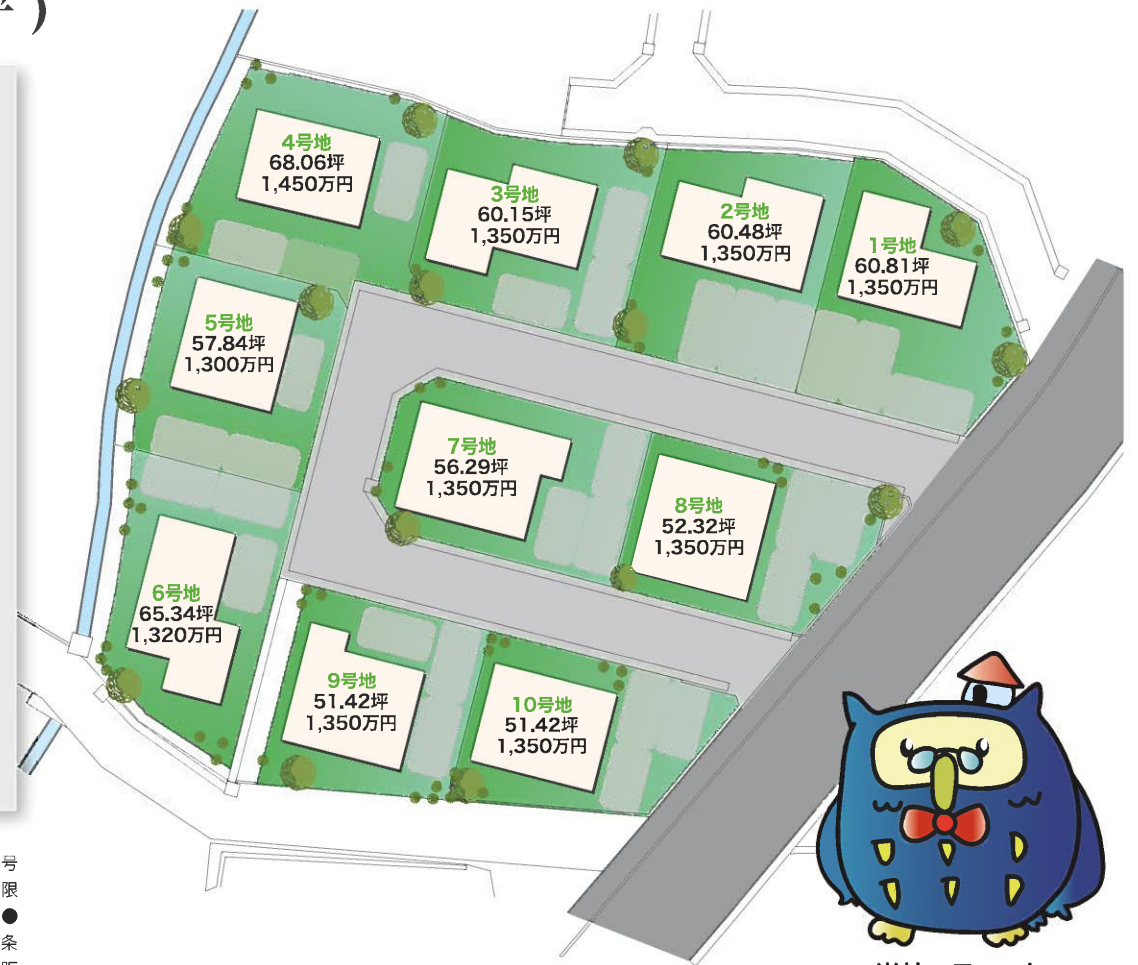 4号地
68.06坪
1,450万円
3号地
60.15坪
1,350万円
2号地
60.48坪
1,350万円
1号地
60.81坪
1,350万円
5号地
57.84坪
1,300万円
7号地
56.29坪
1,350万円
8号地
52.32坪
1,350万円
6号地
65.34坪
1,320万円
9号地
51.42坪
1,350万円
10号地
51.42坪
1,350万円
号
限
●
条